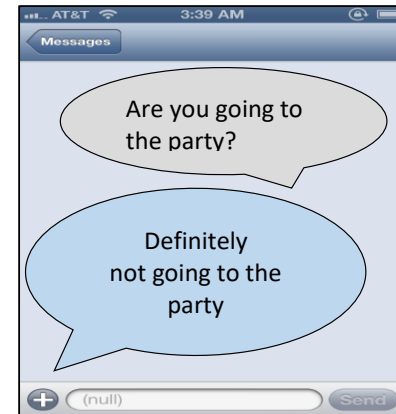 AT&T 3:39 AM
Messages
Are you going to
the party?
Definitely
not going to the
party
(null)
Send